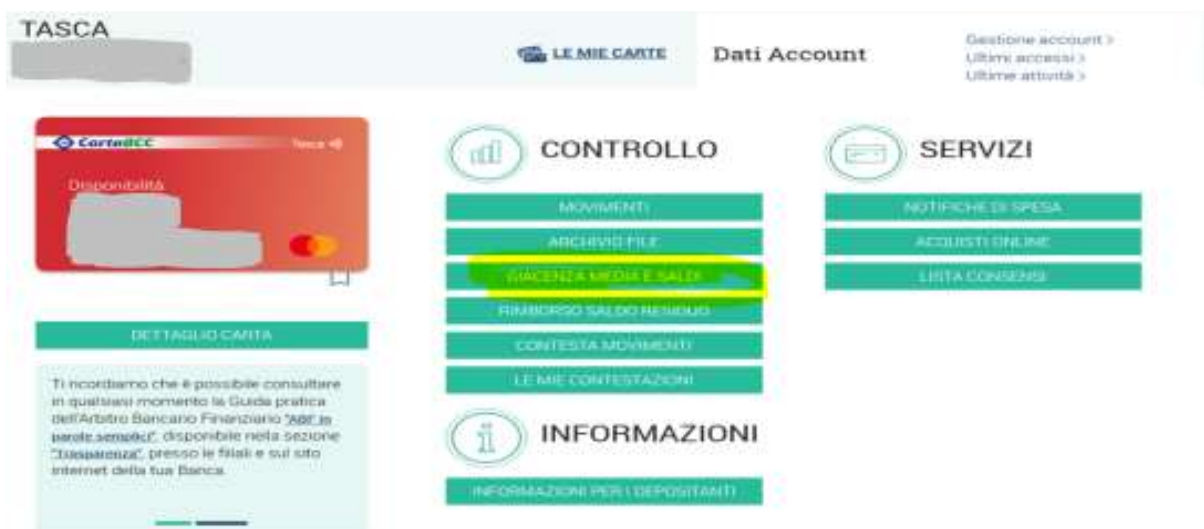 TASCA
LE MIE CARTE
Dati Account
Gestione account >
Ultimi accessi >
Ultime attività >
CartaBCC
Tasca
Disponibilità
DETTAGLIO CARTA
Ti ricordiamo che è possibile consultare
in qualsiasi momento la Guida pratica
dell'Arbitro Bancario Finanziario "ABF in
parole semplici", disponibile nella sezione
"Trasparenza", presso le filiali e sul sito
internet della tua Banca.
CONTROLLO
MOVIMENTI
ARCHIVIO FILE
GIACENZA MEDIA E SALDI
RIMBORSO SALDO RESIDUO
CONTESTA MOVIMENTI
LE MIE CONTESTAZIONI
INFORMAZIONI
INFORMAZIONI PER I DEPOSITANTI
SERVIZI
NOTIFICHE DI SPESA
ACQUISTI ONLINE
LISTA CONSENSI